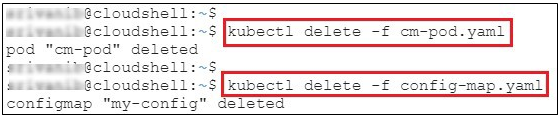 @cloudshell:~$
@cloudshell:~$ kubectl delete -f cm-pod.yaml
pod "cm-pod" deleted
@cloudshell:~$
@cloudshell:~$ kubectl delete -f config-map.yaml
configmap "my-config" deleted